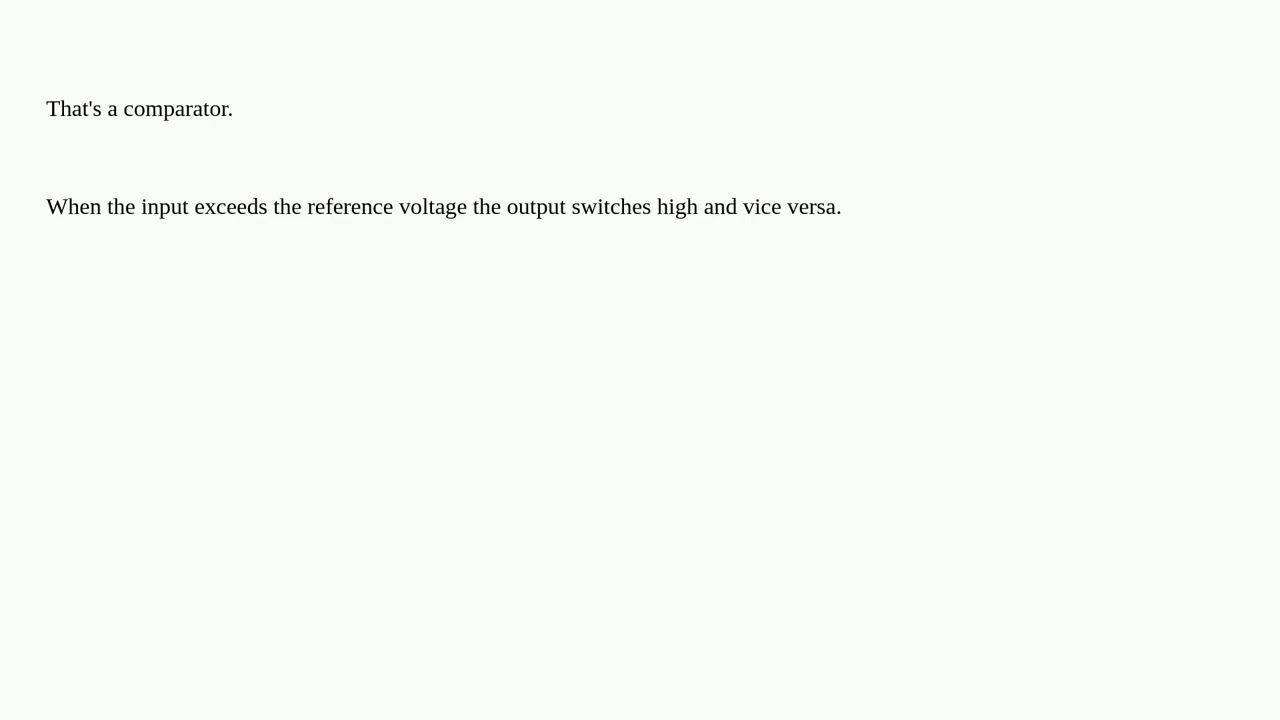 That's a comparator.
When the input exceeds the reference voltage the output switches high and vice versa.